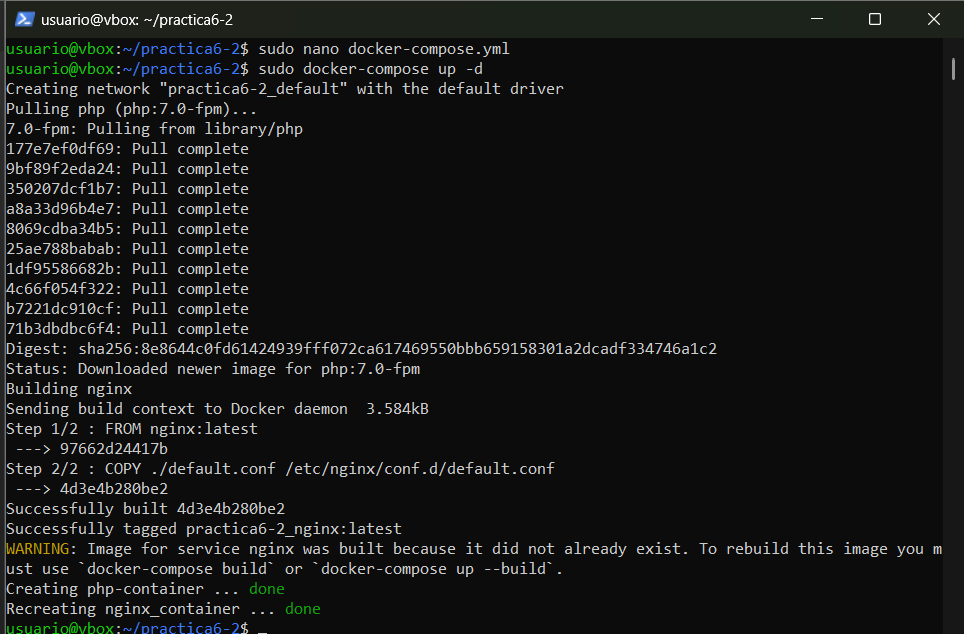 usuario@vbox: ~/practica6-2
usuario@vbox:~/practica6-2$ sudo nano docker-compose.yml
usuario@vbox:~/practica6-2$ sudo docker-compose up -d
Creating network "practica6-2_default" with the default driver
Pulling php (php:7.0-fpm)...
7.0-fpm: Pulling from library/php
177e7ef0df69: Pull complete
9bf89f2eda24: Pull complete
350207dcf1b7: Pull complete
a8a33d96b4e7: Pull complete
8069cdba34b5: Pull complete
25ae788babab: Pull complete
1df95586682b: Pull complete
4c66f054f322: Pull complete
b7221dc910cf: Pull complete
71b3dbdbc6f4: Pull complete
Digest: sha256:8e8644c0fd61424939fff072ca617469550bbb659158301a2dcadf334746a1c2
Status: Downloaded newer image for php:7.0-fpm
Building nginx
Sending build context to Docker daemon  3.584kB
Step 1/2 : FROM nginx:latest
 ---> 97662d24417b
Step 2/2 : COPY ./default.conf /etc/nginx/conf.d/default.conf
 ---> 4d3e4b280be2
Successfully built 4d3e4b280be2
Successfully tagged practica6-2_nginx:latest
WARNING: Image for service nginx was built because it did not already exist. To rebuild this image you m
ust use `docker-compose build` or `docker-compose up --build`.
Creating php-container ... done
Recreating nginx_container ... done
usuario@vbox:~/practica6-2$ _